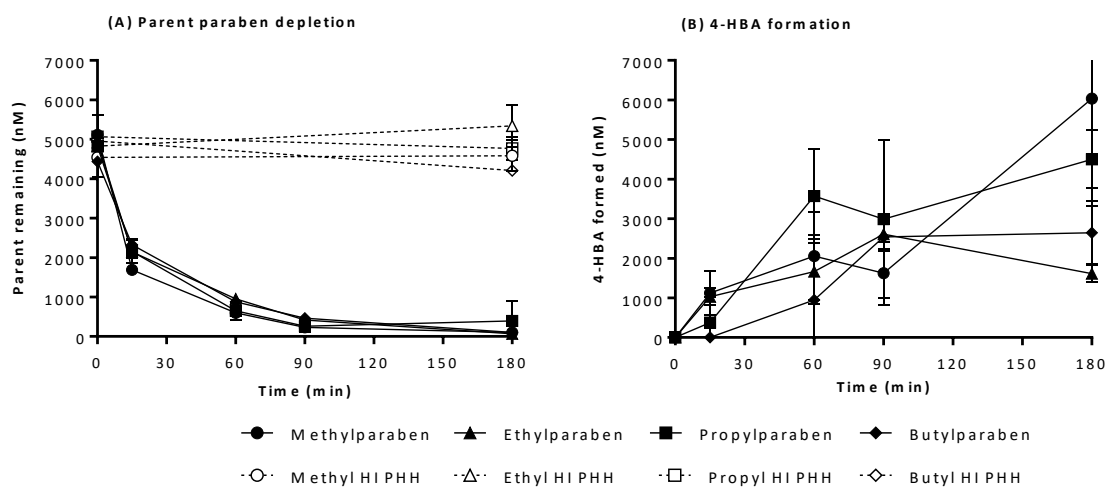 (A) Parent paraben depletion
Parent remaining (nM)
7000
6000
5000
4000
3000
2000
1000
0
0 30 60 90 120 150 180
Time (min)
(B) 4-HBA formation
4-HBA formed (nM)
7000
6000
5000
4000
3000
2000
1000
0
0 30 60 90 120 150 180
Time (min)
Methylparaben Ethylparaben Propylparaben Butylparaben
Methyl HI PHH Ethyl HI PHH Propyl HI PHH Butyl HI PHH